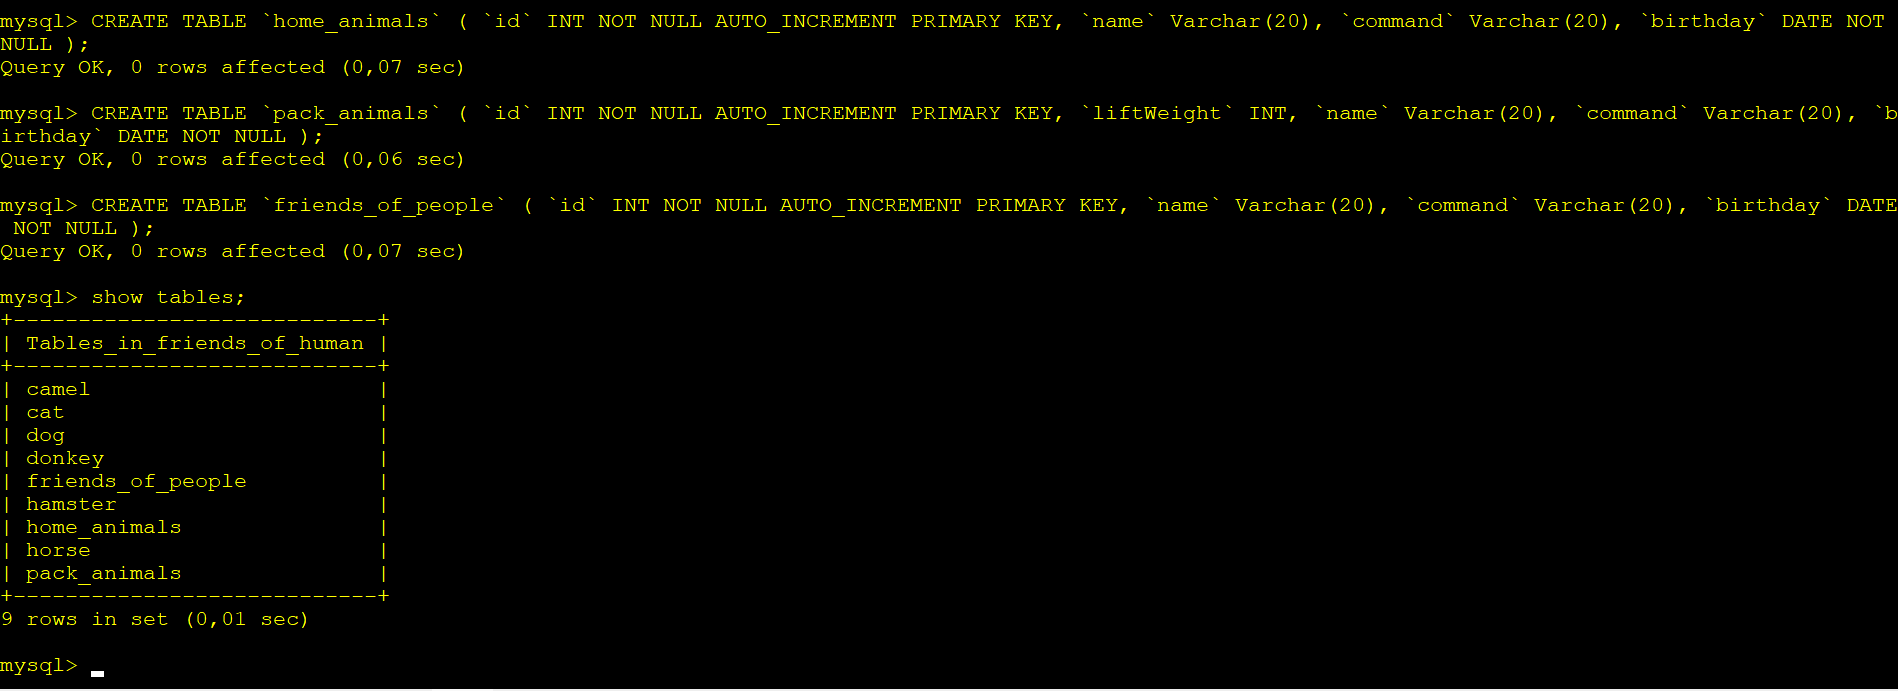 mysql> CREATE TABLE `home_animals` ( `id` INT NOT NULL AUTO_INCREMENT PRIMARY KEY, `name` Varchar(20), `command` Varchar(20), `birthday` DATE NOT
NULL );
Query OK, 0 rows affected (0,07 sec)

mysql> CREATE TABLE `pack_animals` ( `id` INT NOT NULL AUTO_INCREMENT PRIMARY KEY, `liftWeight` INT, `name` Varchar(20), `command` Varchar(20), `b
irthday` DATE NOT NULL );
Query OK, 0 rows affected (0,06 sec)

mysql> CREATE TABLE `friends_of_people` ( `id` INT NOT NULL AUTO_INCREMENT PRIMARY KEY, `name` Varchar(20), `command` Varchar(20), `birthday` DATE
 NOT NULL );
Query OK, 0 rows affected (0,07 sec)

mysql> show tables;
+----------------------------+
| Tables_in_friends_of_human |
+----------------------------+
| camel                      |
| cat                        |
| dog                        |
| donkey                     |
| friends_of_people          |
| hamster                    |
| home_animals               |
| horse                      |
| pack_animals               |
+----------------------------+
9 rows in set (0,01 sec)

mysql>